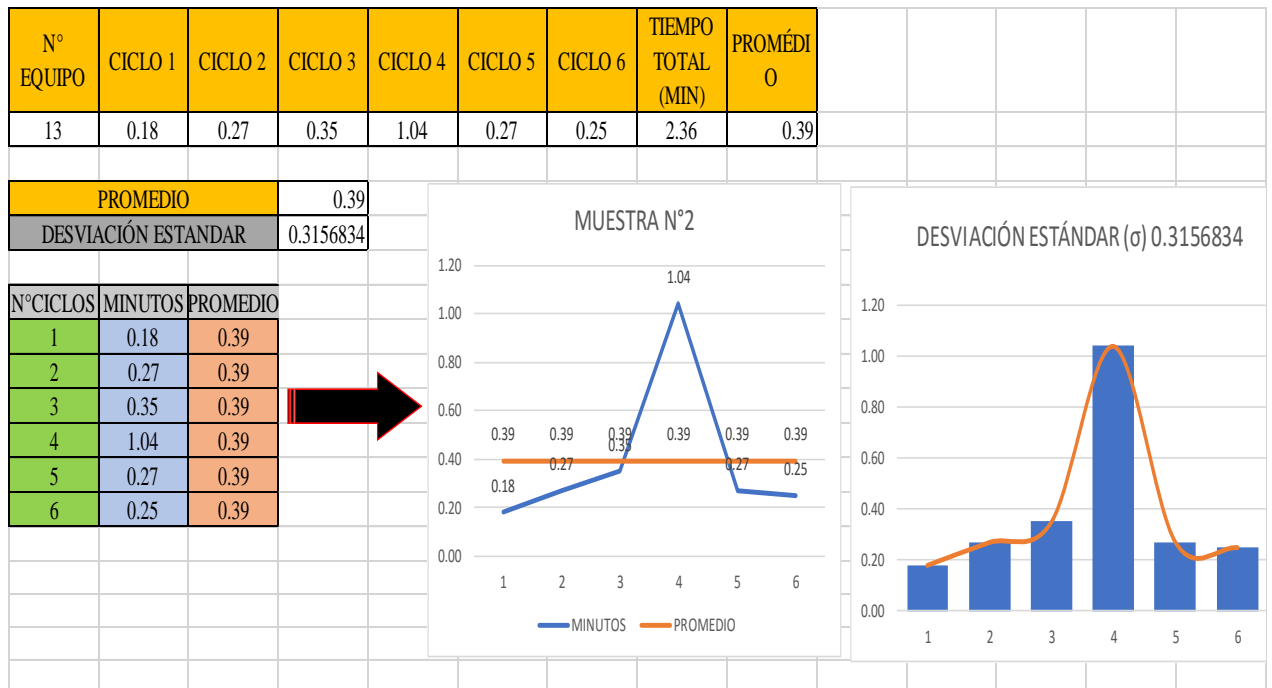 N° EQUIPO CICLO 1 CICLO 2 CICLO 3 CICLO 4 CICLO 5 CICLO 6 TIEMPO TOTAL (MIN) PROMÉDIO
13 0.18 0.27 0.35 1.04 0.27 0.25 2.36 0.39
PROMEDIO 0.39
DESVIACIÓN ESTANDAR 0.3156834
N°CICLOS MINUTOS PROMEDIO
1 0.18 0.39
2 0.27 0.39
3 0.35 0.39
4 1.04 0.39
5 0.27 0.39
6 0.25 0.39
MUESTRA N°2
1.20
1.00
0.80
0.60
0.40
0.20
0.00
1.04
0.39 0.39 0.39 0.39 0.39 0.39
0.18 0.27 0.35 0.27 0.25
1 2 3 4 5 6
MINUTOS PROMEDIO
DESVIACIÓN ESTÁNDAR (σ) 0.3156834
1.20
1.00
0.80
0.60
0.40
0.20
0.00
1 2 3 4 5 6